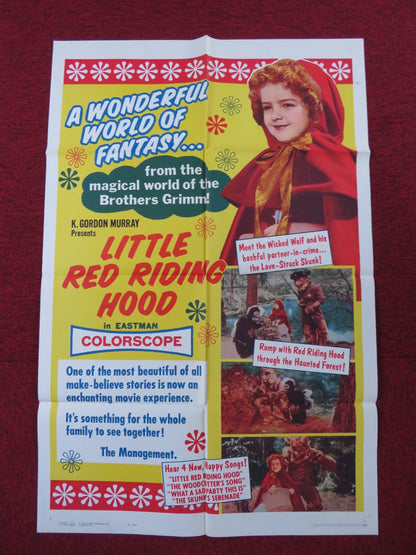 A WONDERFUL
WORLD OF
FANTASY...
from the
magical world of the
Brothers Grimm!
K. GORDON MURRAY
Presents
LITTLE
RED RIDING
HOOD
in EASTMAN
COLORSCOPE
One of the most beautiful of all
make-believe stories is now an
enchanting movie experience.
It's something for the whole
family to see together!
The Management.
Meet the Wicked Wolf and his
bashful partner-in-crime...
the Love-Struck Skunk!
Romp with Red Riding Hood
through the Haunted Forest!
Hear 4 New, Happy Songs!
"LITTLE RED RIDING HOOD"
"THE WOODCUTTER'S SONG"
"WHAT A SAD PARTY THIS IS"
"THE SKUNK'S SERENADE"